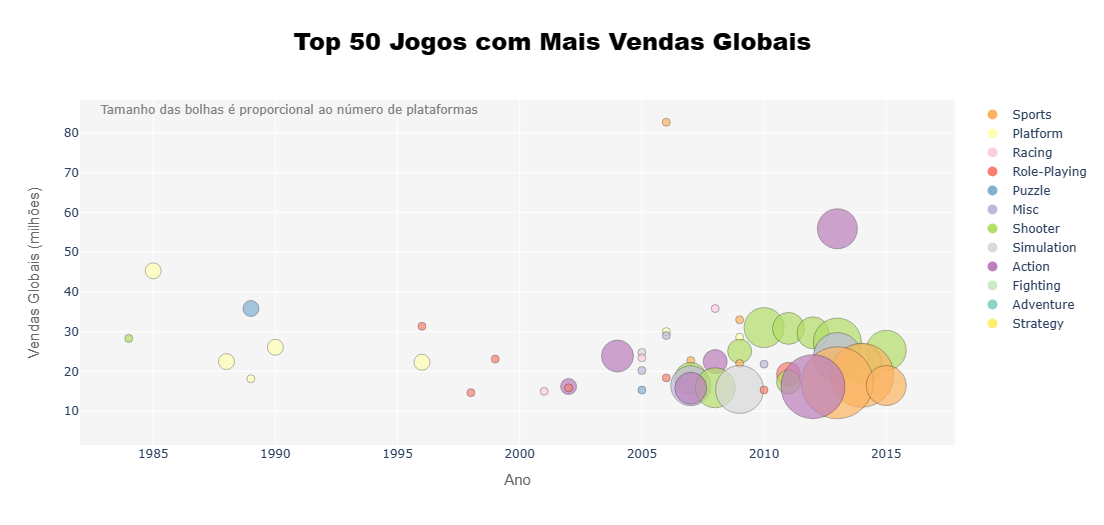 Top 50 Jogos com Mais Vendas Globais
Tamanho das bolhas é proporcional ao número de plataformas
80
70
60
50
40
30
20
10
Vendas Globais (milhões)
1985
1990
1995
2000
2005
2010
2015
Ano
Sports
Platform
Racing
Role-Playing
Puzzle
Misc
Shooter
Simulation
Action
Fighting
Adventure
Strategy